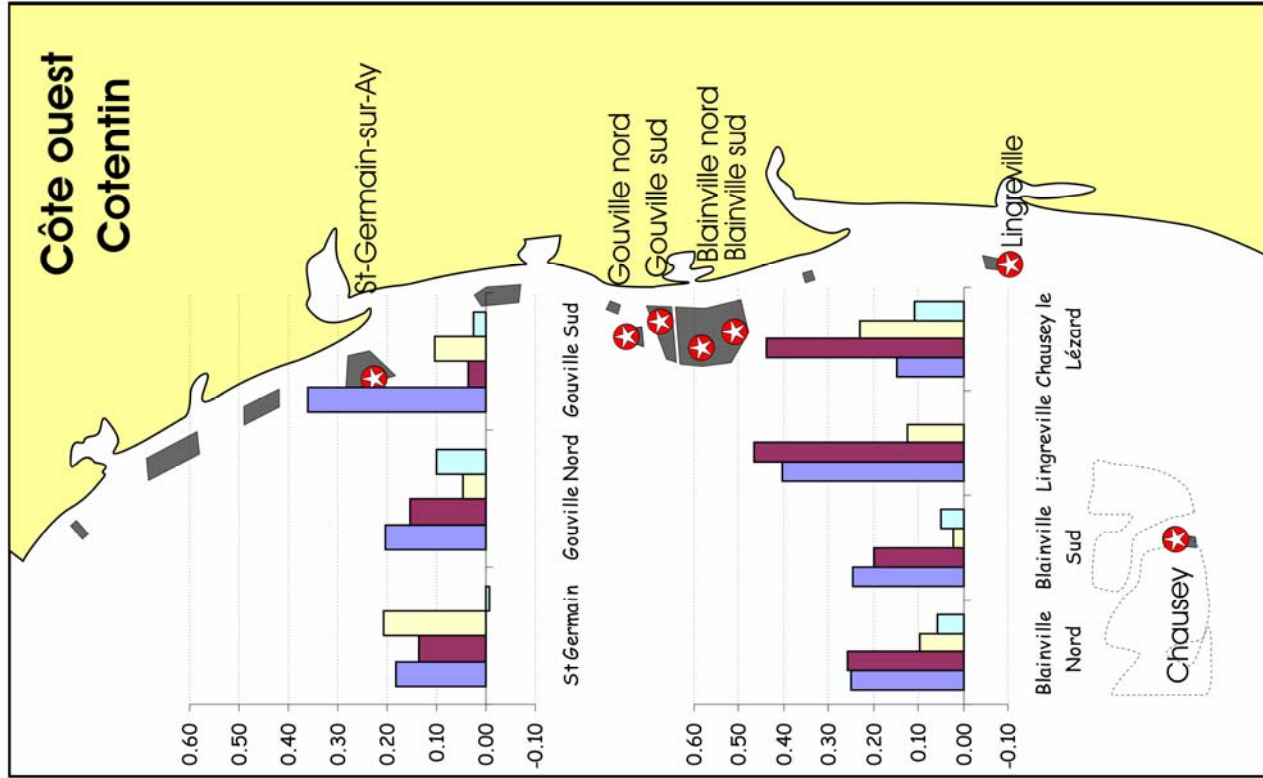 Côte ouest
Cotentin
St-Germain-sur-Ay
Gouville nord
Gouville sud
Blainville nord
Blainville sud
Lingreville
Chausey
0.60
0.50
0.40
0.30
0.20
0.10
0.00
-0.10
St Germain
Gouville Nord
Gouville Sud
0.60
0.50
0.40
0.30
0.20
0.10
0.00
-0.10
Blainville
Nord
Blainville
Sud
Lingreville
Chausey le
Lézard